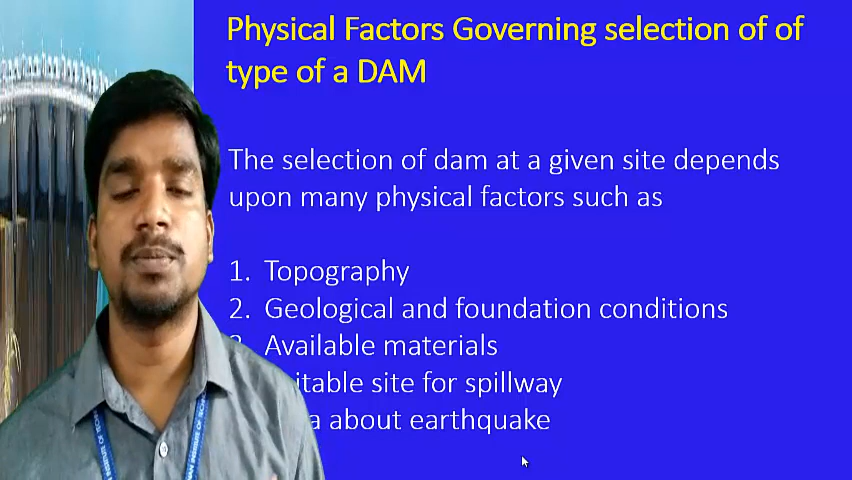 Physical Factors Governing selection of of
type of a DAM
The selection of dam at a given site depends
upon many physical factors such as
1. Topography
2. Geological and foundation conditions
Available materials
site for spillway
about earthquake